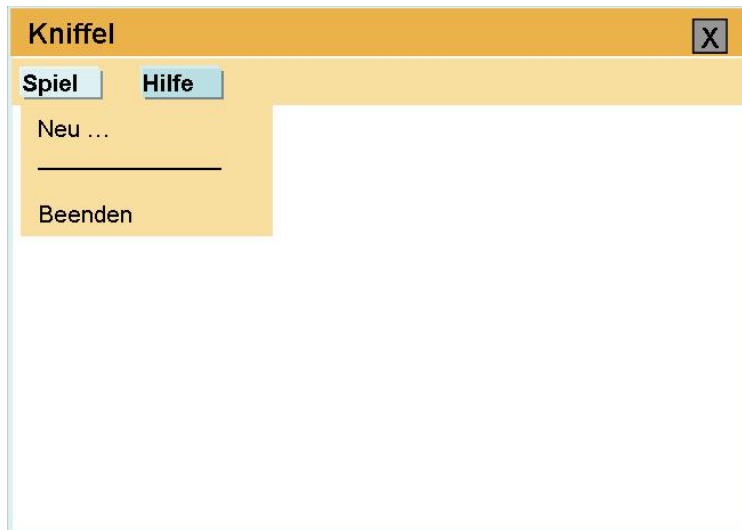 Kniffel
X
Spiel Hilfe
Neu …
Beenden